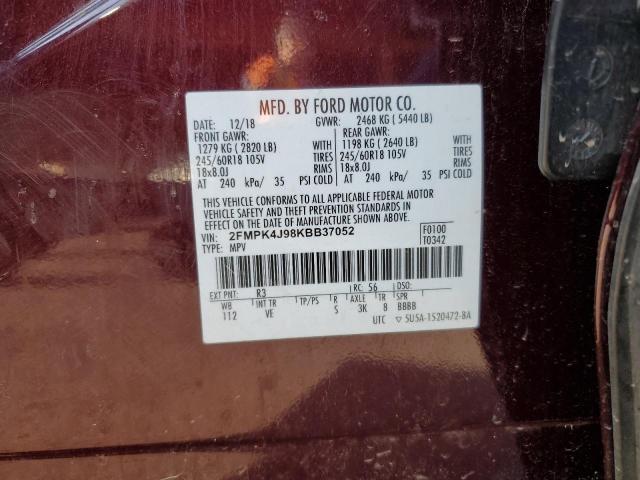 MFD. BY FORD MOTOR CO.
DATE: 12/18 GVWR: 2468 KG ( 5440 LB)
FRONT GAWR: REAR GAWR:
1279 KG ( 2820 LB) WITH 1198 KG ( 2640 LB) WITH
245/60R18 105V TIRES 245/60R18 105V TIRES
18x8.0J RIMS 18x8.0J RIMS
AT 240 kPa/ 35 PSI COLD AT 240 kPa/ 35 PSI COLD
THIS VEHICLE CONFORMS TO ALL APPLICABLE FEDERAL MOTOR
VEHICLE SAFETY AND THEFT PREVENTION STANDARDS IN
EFFECT ON THE DATE OF MANUFACTURE SHOWN ABOVE.
VIN: 2FMPK4J98KBB37052 F0100
TYPE: MPV T0342
EXT PNT: R3 RC: 56 DSO:
WB INT TR TP/PS R AXLE TR SPR
112 VE S 3K 8 BBBB
UTC ▽ 5U5A-1520472-BA